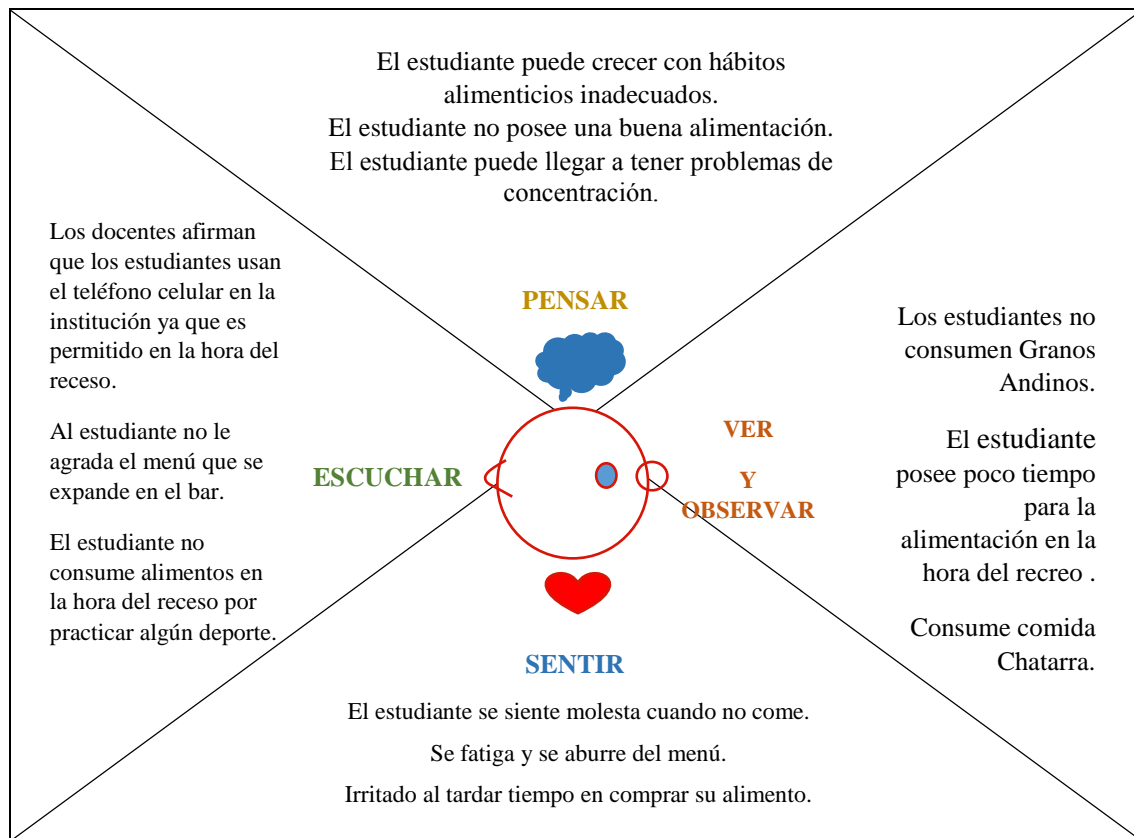 El estudiante puede crecer con hábitos
alimenticios inadecuados.
El estudiante no posee una buena alimentación.
El estudiante puede llegar a tener problemas de
concentración.
PENSAR
Los docentes afirman
que los estudiantes usan
el teléfono celular en la
institución ya que es
permitido en la hora del
receso.
Al estudiante no le
agrada el menú que se
expande en el bar.
El estudiante no
consume alimentos en
la hora del receso por
practicar algún deporte.
ESCUCHAR
VER
Y
OBSERVAR
Los estudiantes no
consumen Granos
Andinos.
El estudiante
posee poco tiempo
para la
alimentación en la
hora del recreo .
Consume comida
Chatarra.
SENTIR
El estudiante se siente molesta cuando no come.
Se fatiga y se aburre del menú.
Irritado al tardar tiempo en comprar su alimento.